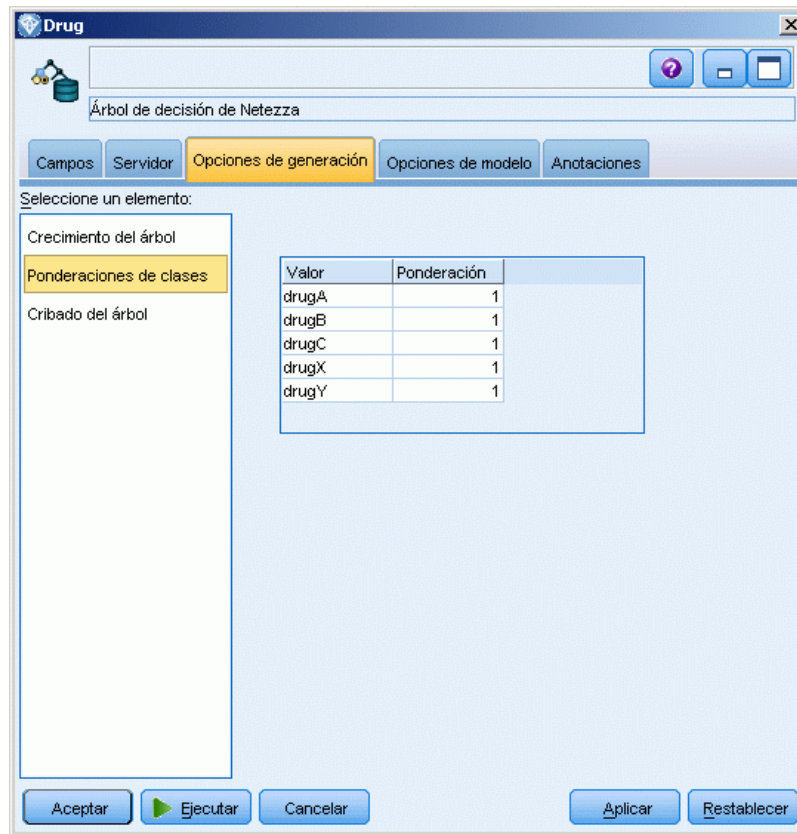 Drug
Árbol de decisión de Netezza
Campos Servidor Opciones de generación Opciones de modelo Anotaciones
Seleccione un elemento:
Crecimiento del árbol
Ponderaciones de clases
Cribado del árbol
Valor Ponderación
drugA 1
drugB 1
drugC 1
drugX 1
drugY 1
Aceptar Ejecutar Cancelar Aplicar Restablecer